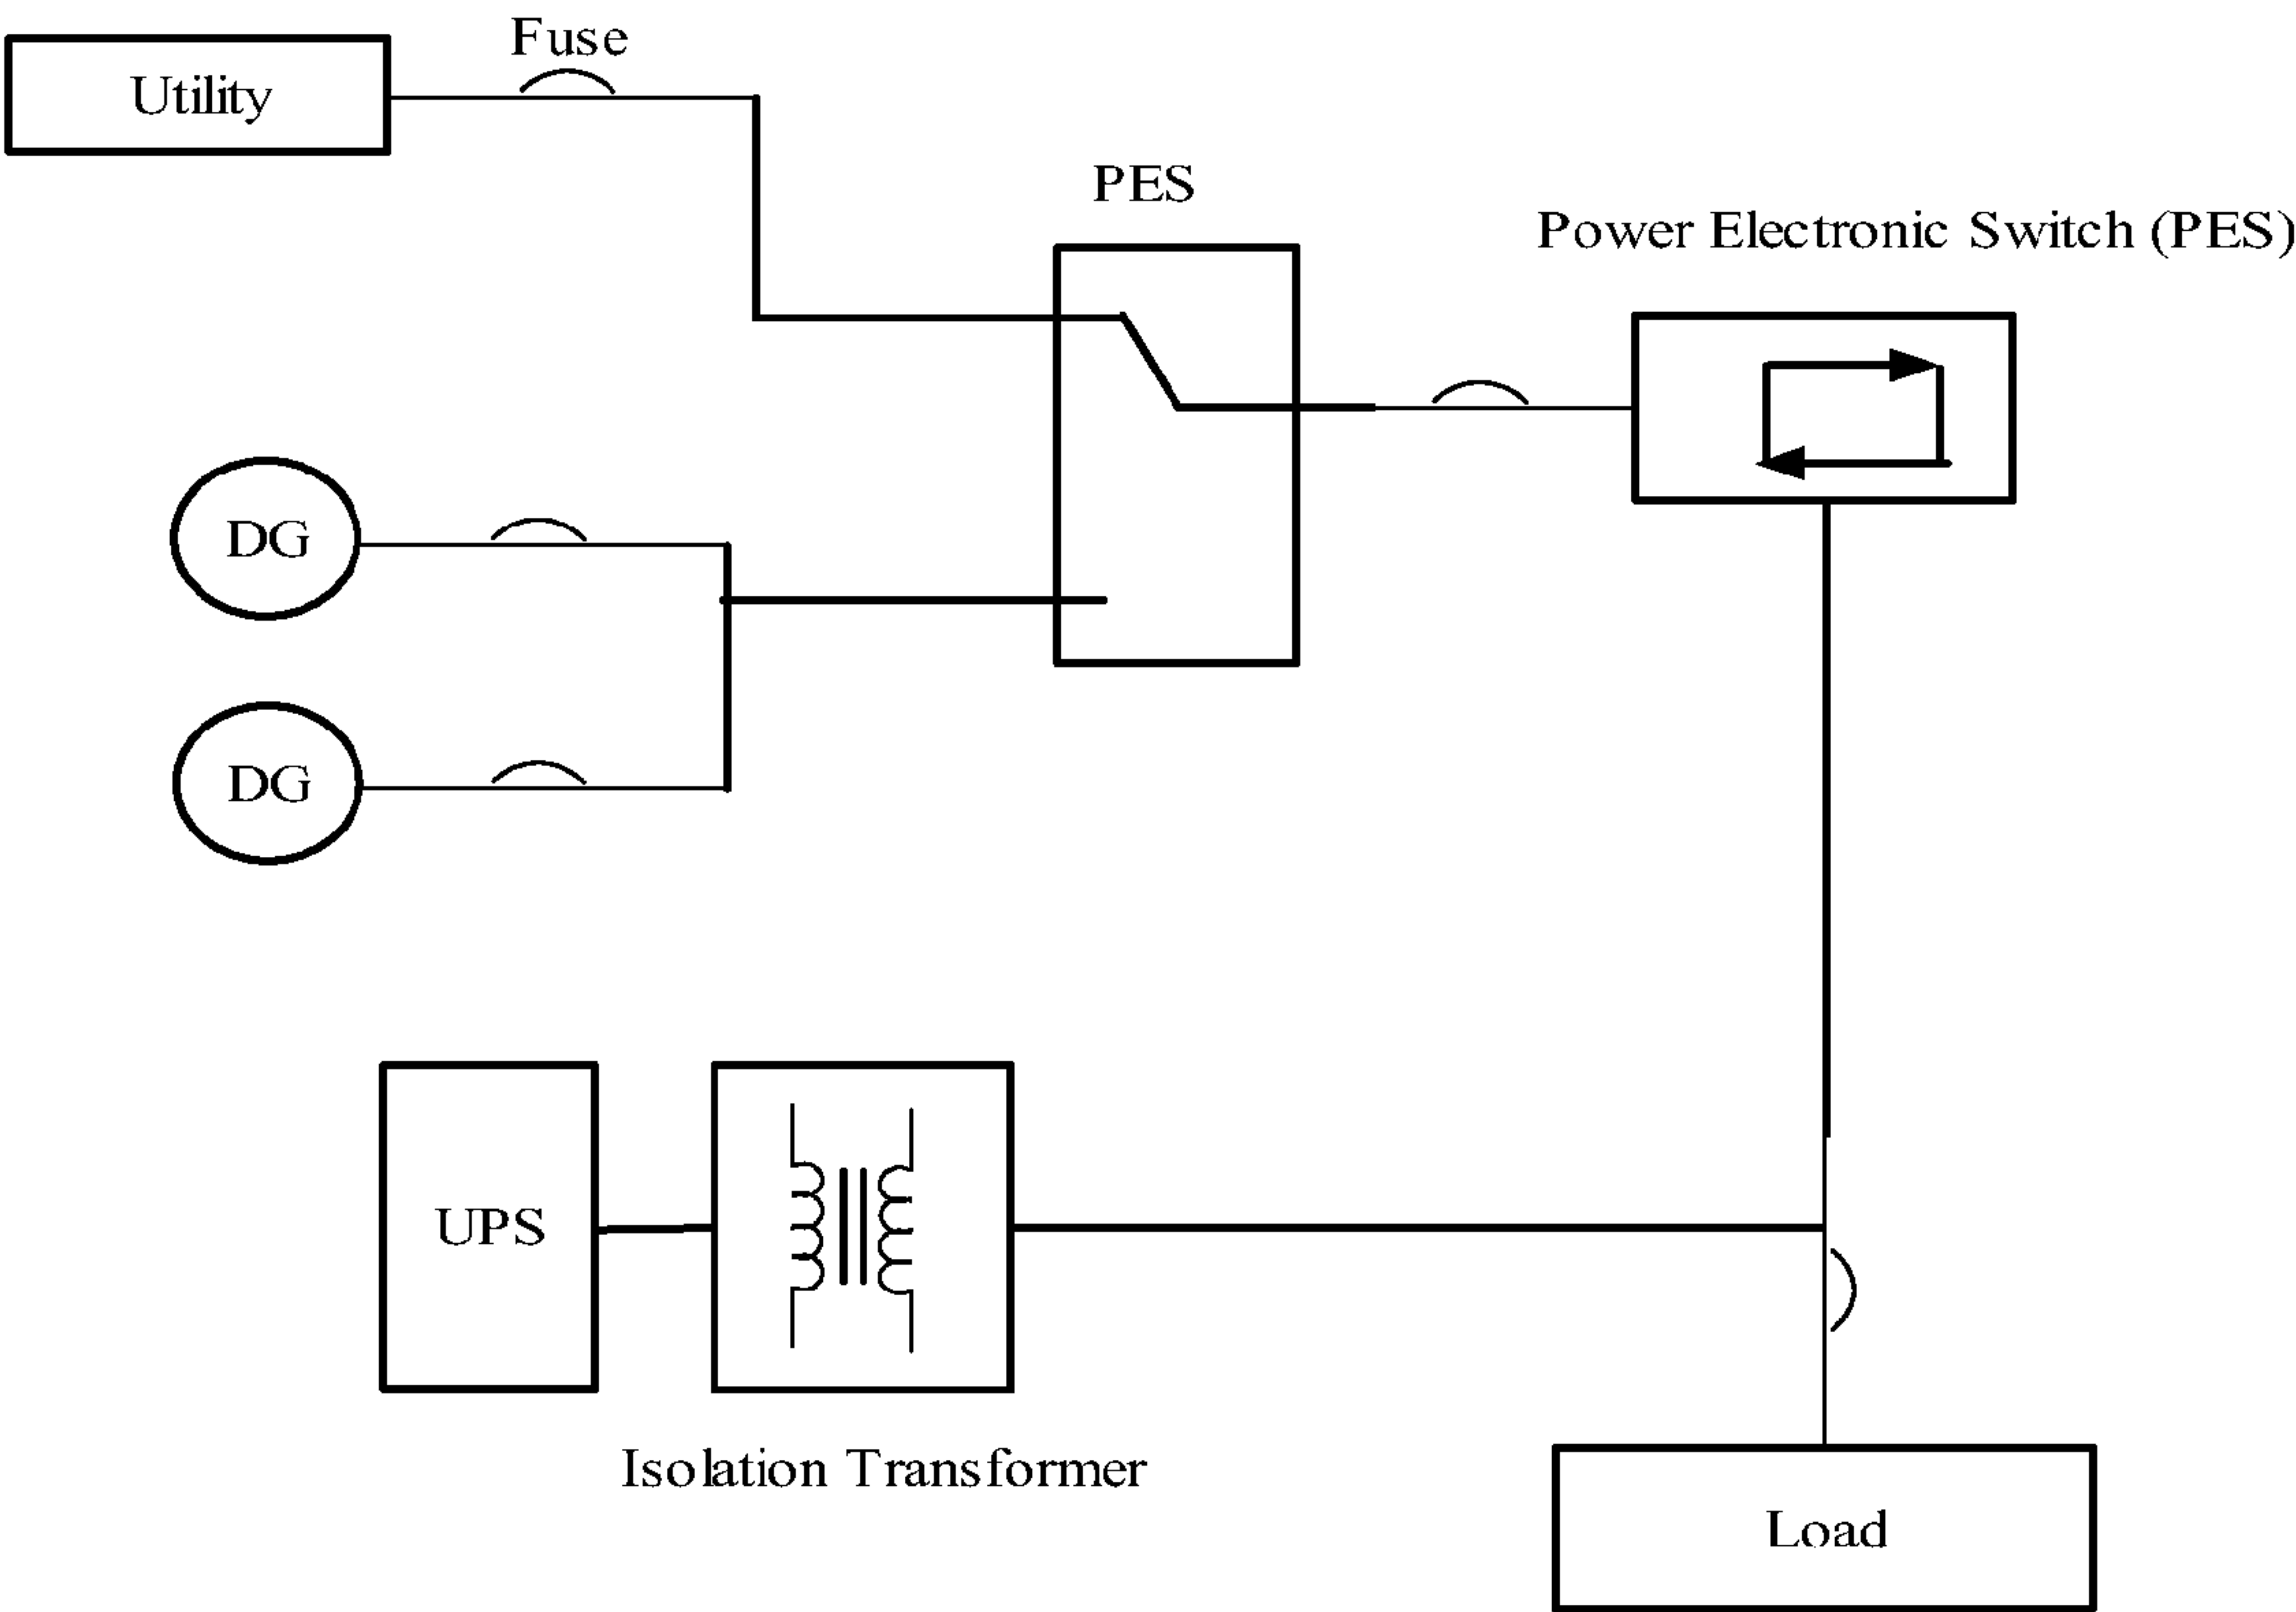 Fuse
Utility
PES
Power Electronic Switch (PES)
DG
DG
UPS
Isolation Transformer
Load